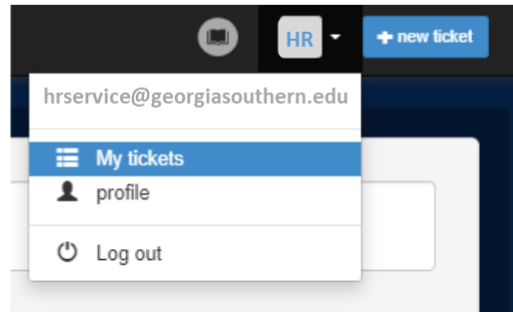 HR
+ new ticket
hrservice@georgiasouthern.edu
My tickets
profile
Log out